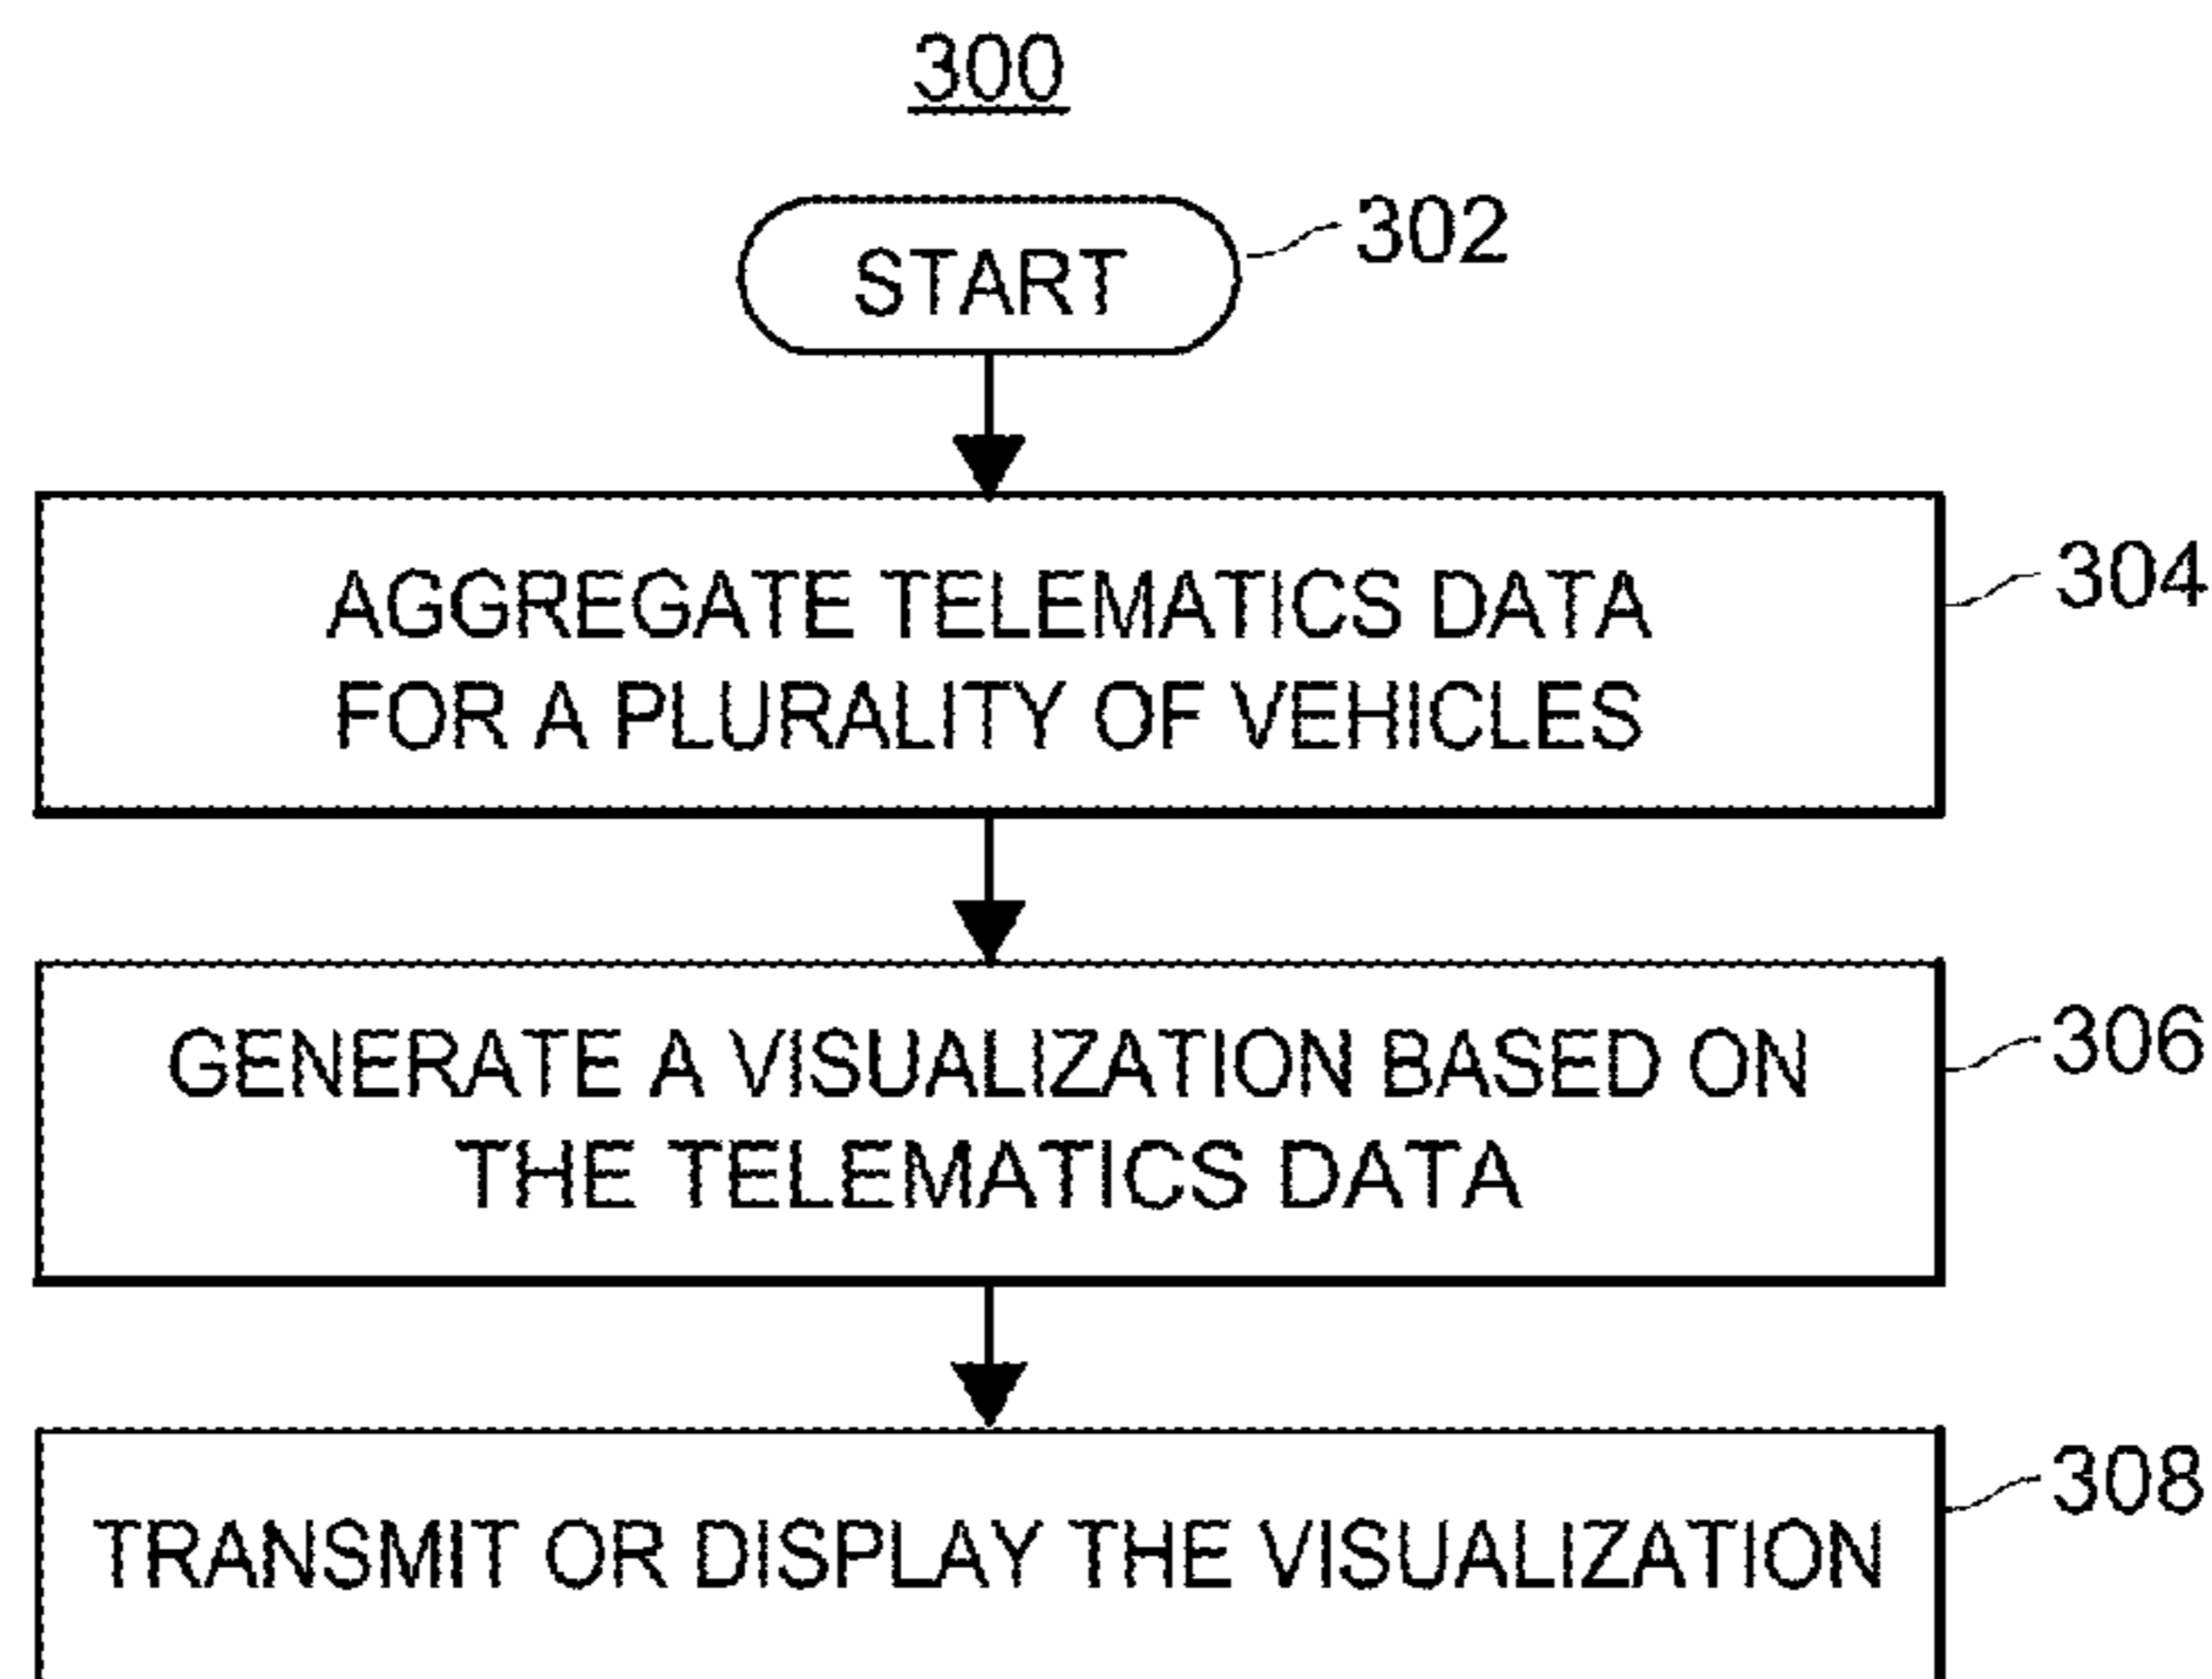 300
START
302
AGGREGATE TELEMATICS DATA
FOR A PLURALITY OF VEHICLES
304
GENERATE A VISUALIZATION BASED ON
THE TELEMATICS DATA
306
TRANSMIT OR DISPLAY THE VISUALIZATION
308